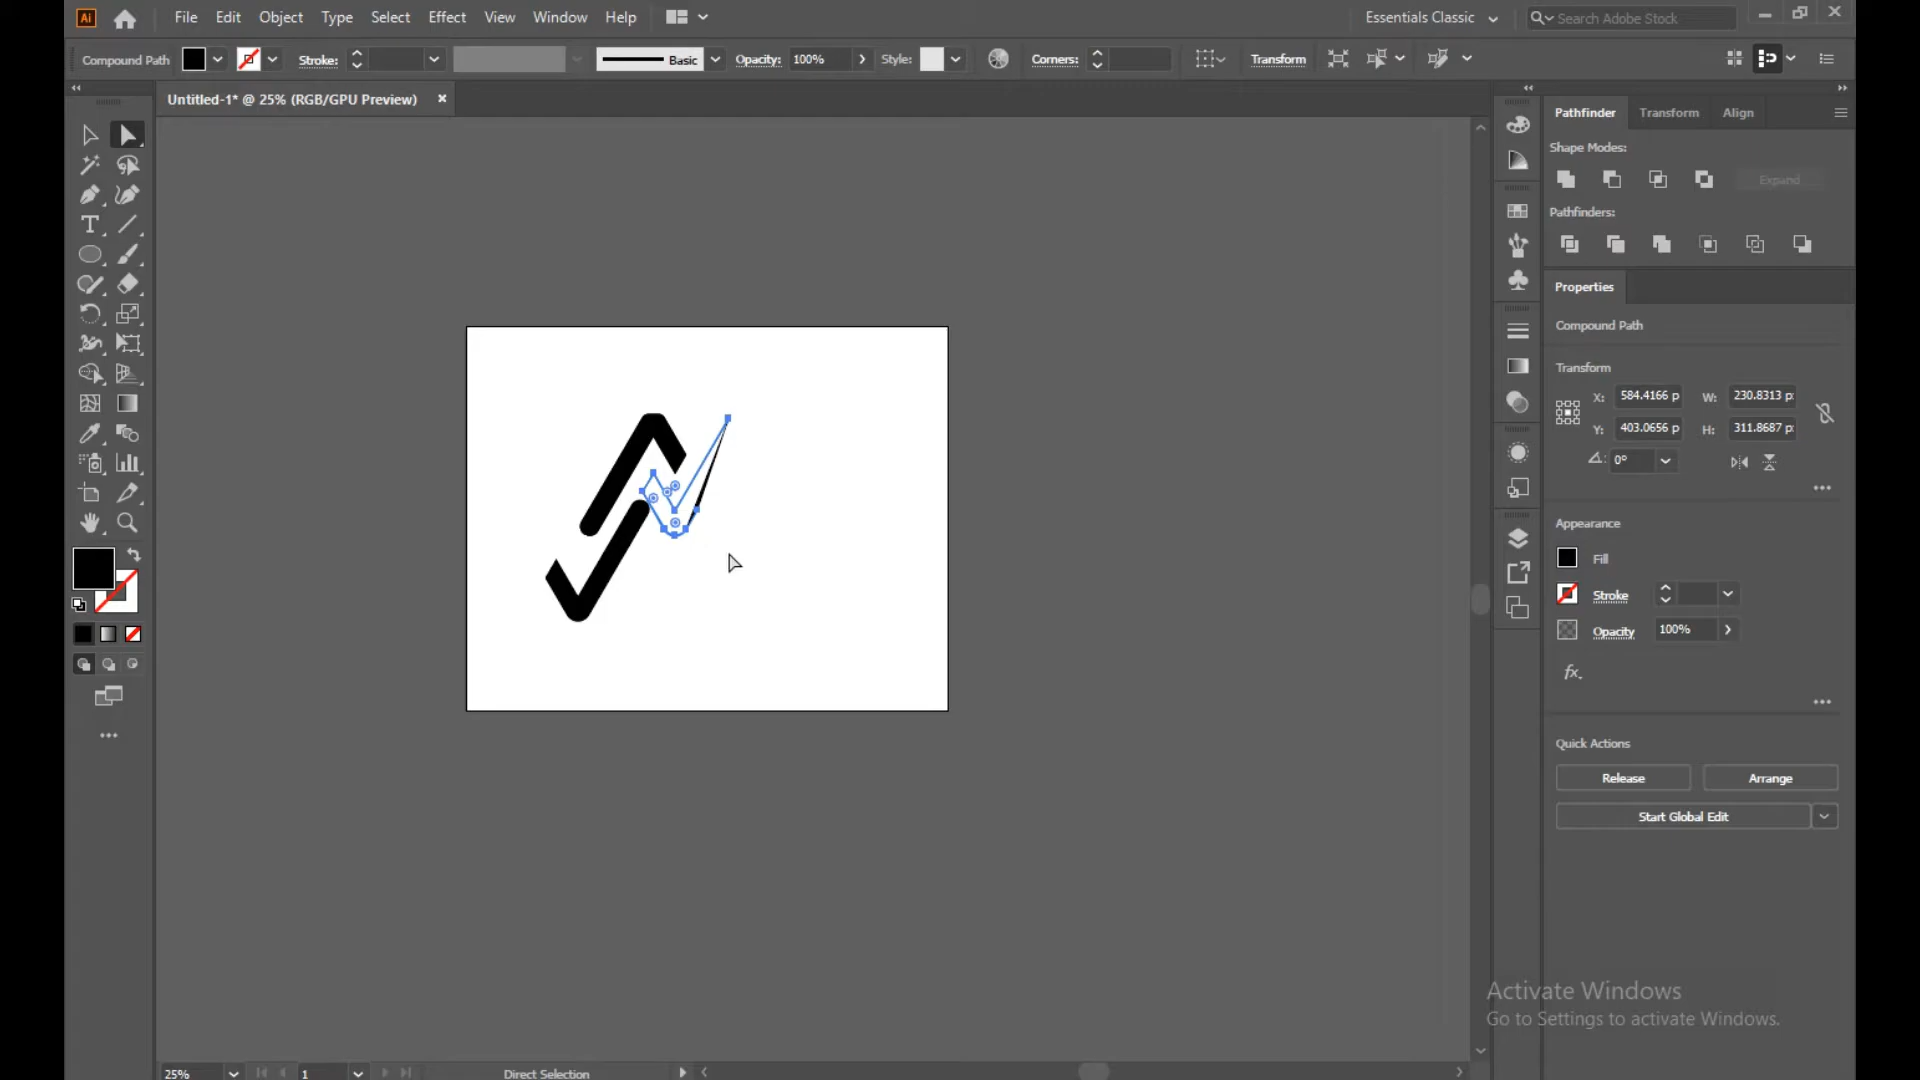 Ai File Edit Object Type Select Effect View Window Help Essentials Classic Search Adobe Stock
Compound Path Stroke: Basic Opacity: 100% Style: Corners: Transform
Untitled-1* @ 25% (RGB/GPU Preview)
Pathfinder Transform Align
Shape Modes:
Expand
Pathfinders:
Properties
Compound Path
Transform
X: 584.4166 p W: 230.8313 p
Y: 403.0656 p H: 311.8687 p
0°
Appearance
Fill
Stroke
Opacity 100%
fx
Quick Actions
Release Arrange
Start Global Edit
Activate Windows
Go to Settings to activate Windows.
25% 1 Direct Selection